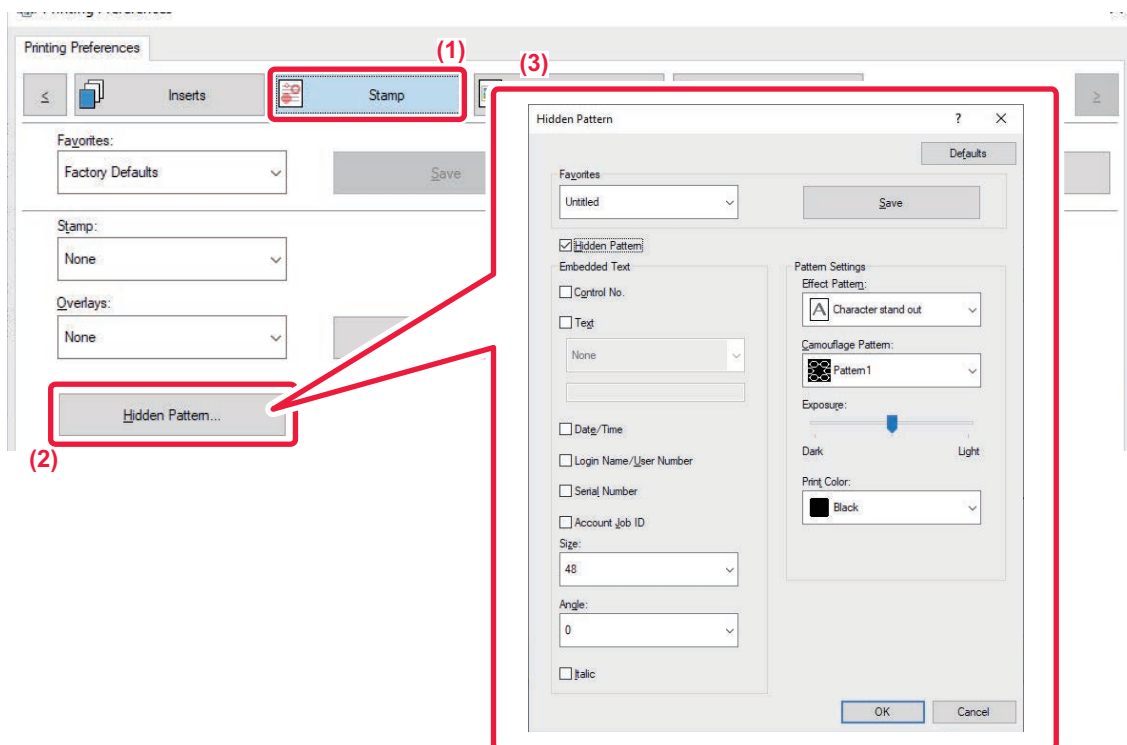 Printing Preferences
Printing Preferences
(1)
(3)
<
Inserts
Stamp
>
Favorites:
Factory Defaults
Save
Stamp:
None
Overlays:
None
Hidden Pattern...
(2)
Hidden Pattern
?
Defaults
Favorites
Untitled
Save
Hidden Pattern
Embedded Text
Control No.
Text
None
Date/Time
Login Name/User Number
Serial Number
Account Job ID
Size:
48
Angle:
0
Italic
Pattern Settings
Effect Pattern:
A Character stand out
Camouflage Pattern:
Pattern1
Exposure:
Dark Light
Print Color:
Black
OK Cancel